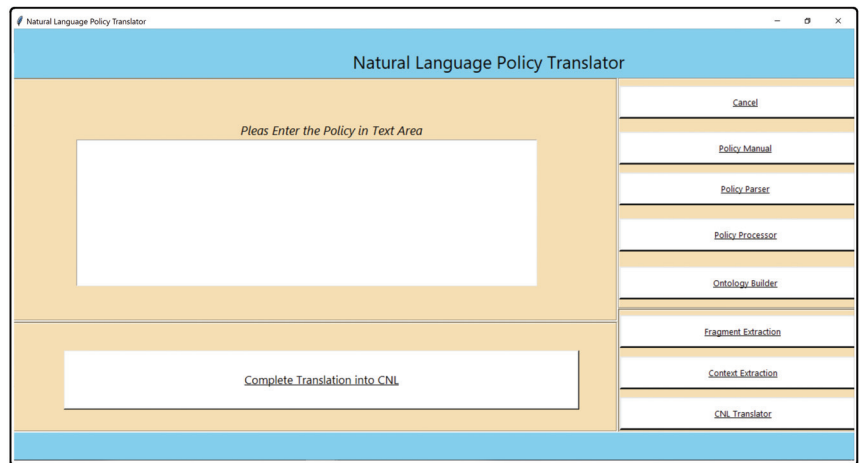 Natural Language Policy Translator
Natural Language Policy Translator
Pleas Enter the Policy in Text Area
Complete Translation into CNL
Cancel
Policy Manual
Policy Parser
Policy Processor
Ontology Builder
Fragment Extraction
Context Extraction
CNL Translator